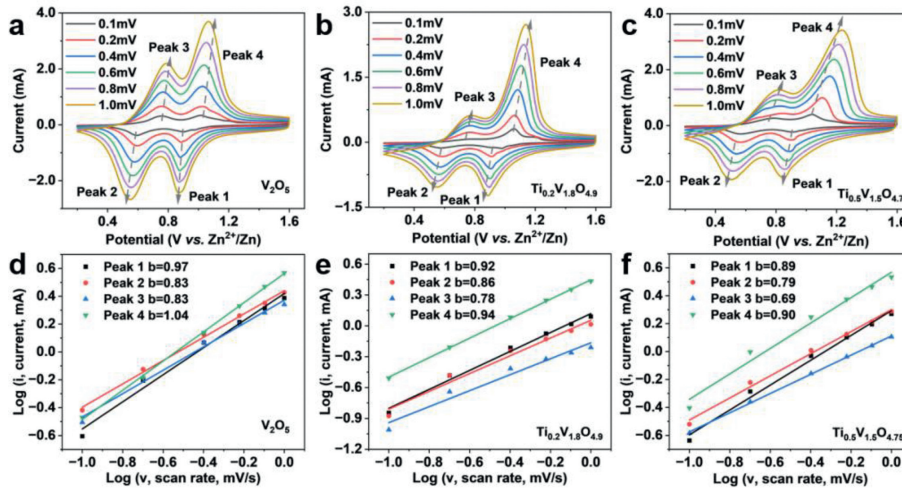 a
0.1mV
0.2mV
0.4mV
0.6mV
0.8mV
1.0mV
Peak 3
Peak 4
Peak 2
Peak 1
V2O5
Current (mA)
4.0
2.0
0.0
-2.0
0.4 0.8 1.2 1.6
Potential (V vs. Zn2+/Zn)
b
0.1mV
0.2mV
0.4mV
0.6mV
0.8mV
1.0mV
Peak 4
Peak 3
Peak 2
Peak 1
Ti0.2V1.8O4.9
Current (mA)
3.0
1.5
0.0
-1.5
0.4 0.8 1.2 1.6
Potential (V vs. Zn2+/Zn)
c
0.1mV
0.2mV
0.4mV
0.6mV
0.8mV
1.0mV
Peak 4
Peak 3
Peak 2
Peak 1
Ti0.5V1.5O4.7
Current (mA)
4.0
2.0
0.0
-2.0
0.4 0.8 1.2 1.6
Potential (V vs. Zn2+/Zn)
d
Peak 1 b=0.97
Peak 2 b=0.83
Peak 3 b=0.83
Peak 4 b=1.04
V2O5
Log (i, current, mA)
0.6
0.4
0.2
0.0
-0.2
-0.4
-0.6
-1.0 -0.8 -0.6 -0.4 -0.2 0.0
Log (v, scan rate, mV/s)
e
Peak 1 b=0.92
Peak 2 b=0.86
Peak 3 b=0.78
Peak 4 b=0.94
Ti0.2V1.8O4.9
Log (i, current, mA)
0.6
0.3
0.0
-0.3
-0.6
-0.9
-1.2
-1.0 -0.8 -0.6 -0.4 -0.2 0.0
Log (v, scan rate, mV/s)
f
Peak 1 b=0.89
Peak 2 b=0.79
Peak 3 b=0.69
Peak 4 b=0.90
Ti0.5V1.5O4.75
Log (i, current, mA)
0.6
0.4
0.2
0.0
-0.2
-0.4
-0.6
-1.0 -0.8 -0.6 -0.4 -0.2 0.0
Log (v, scan rate, mV/s)